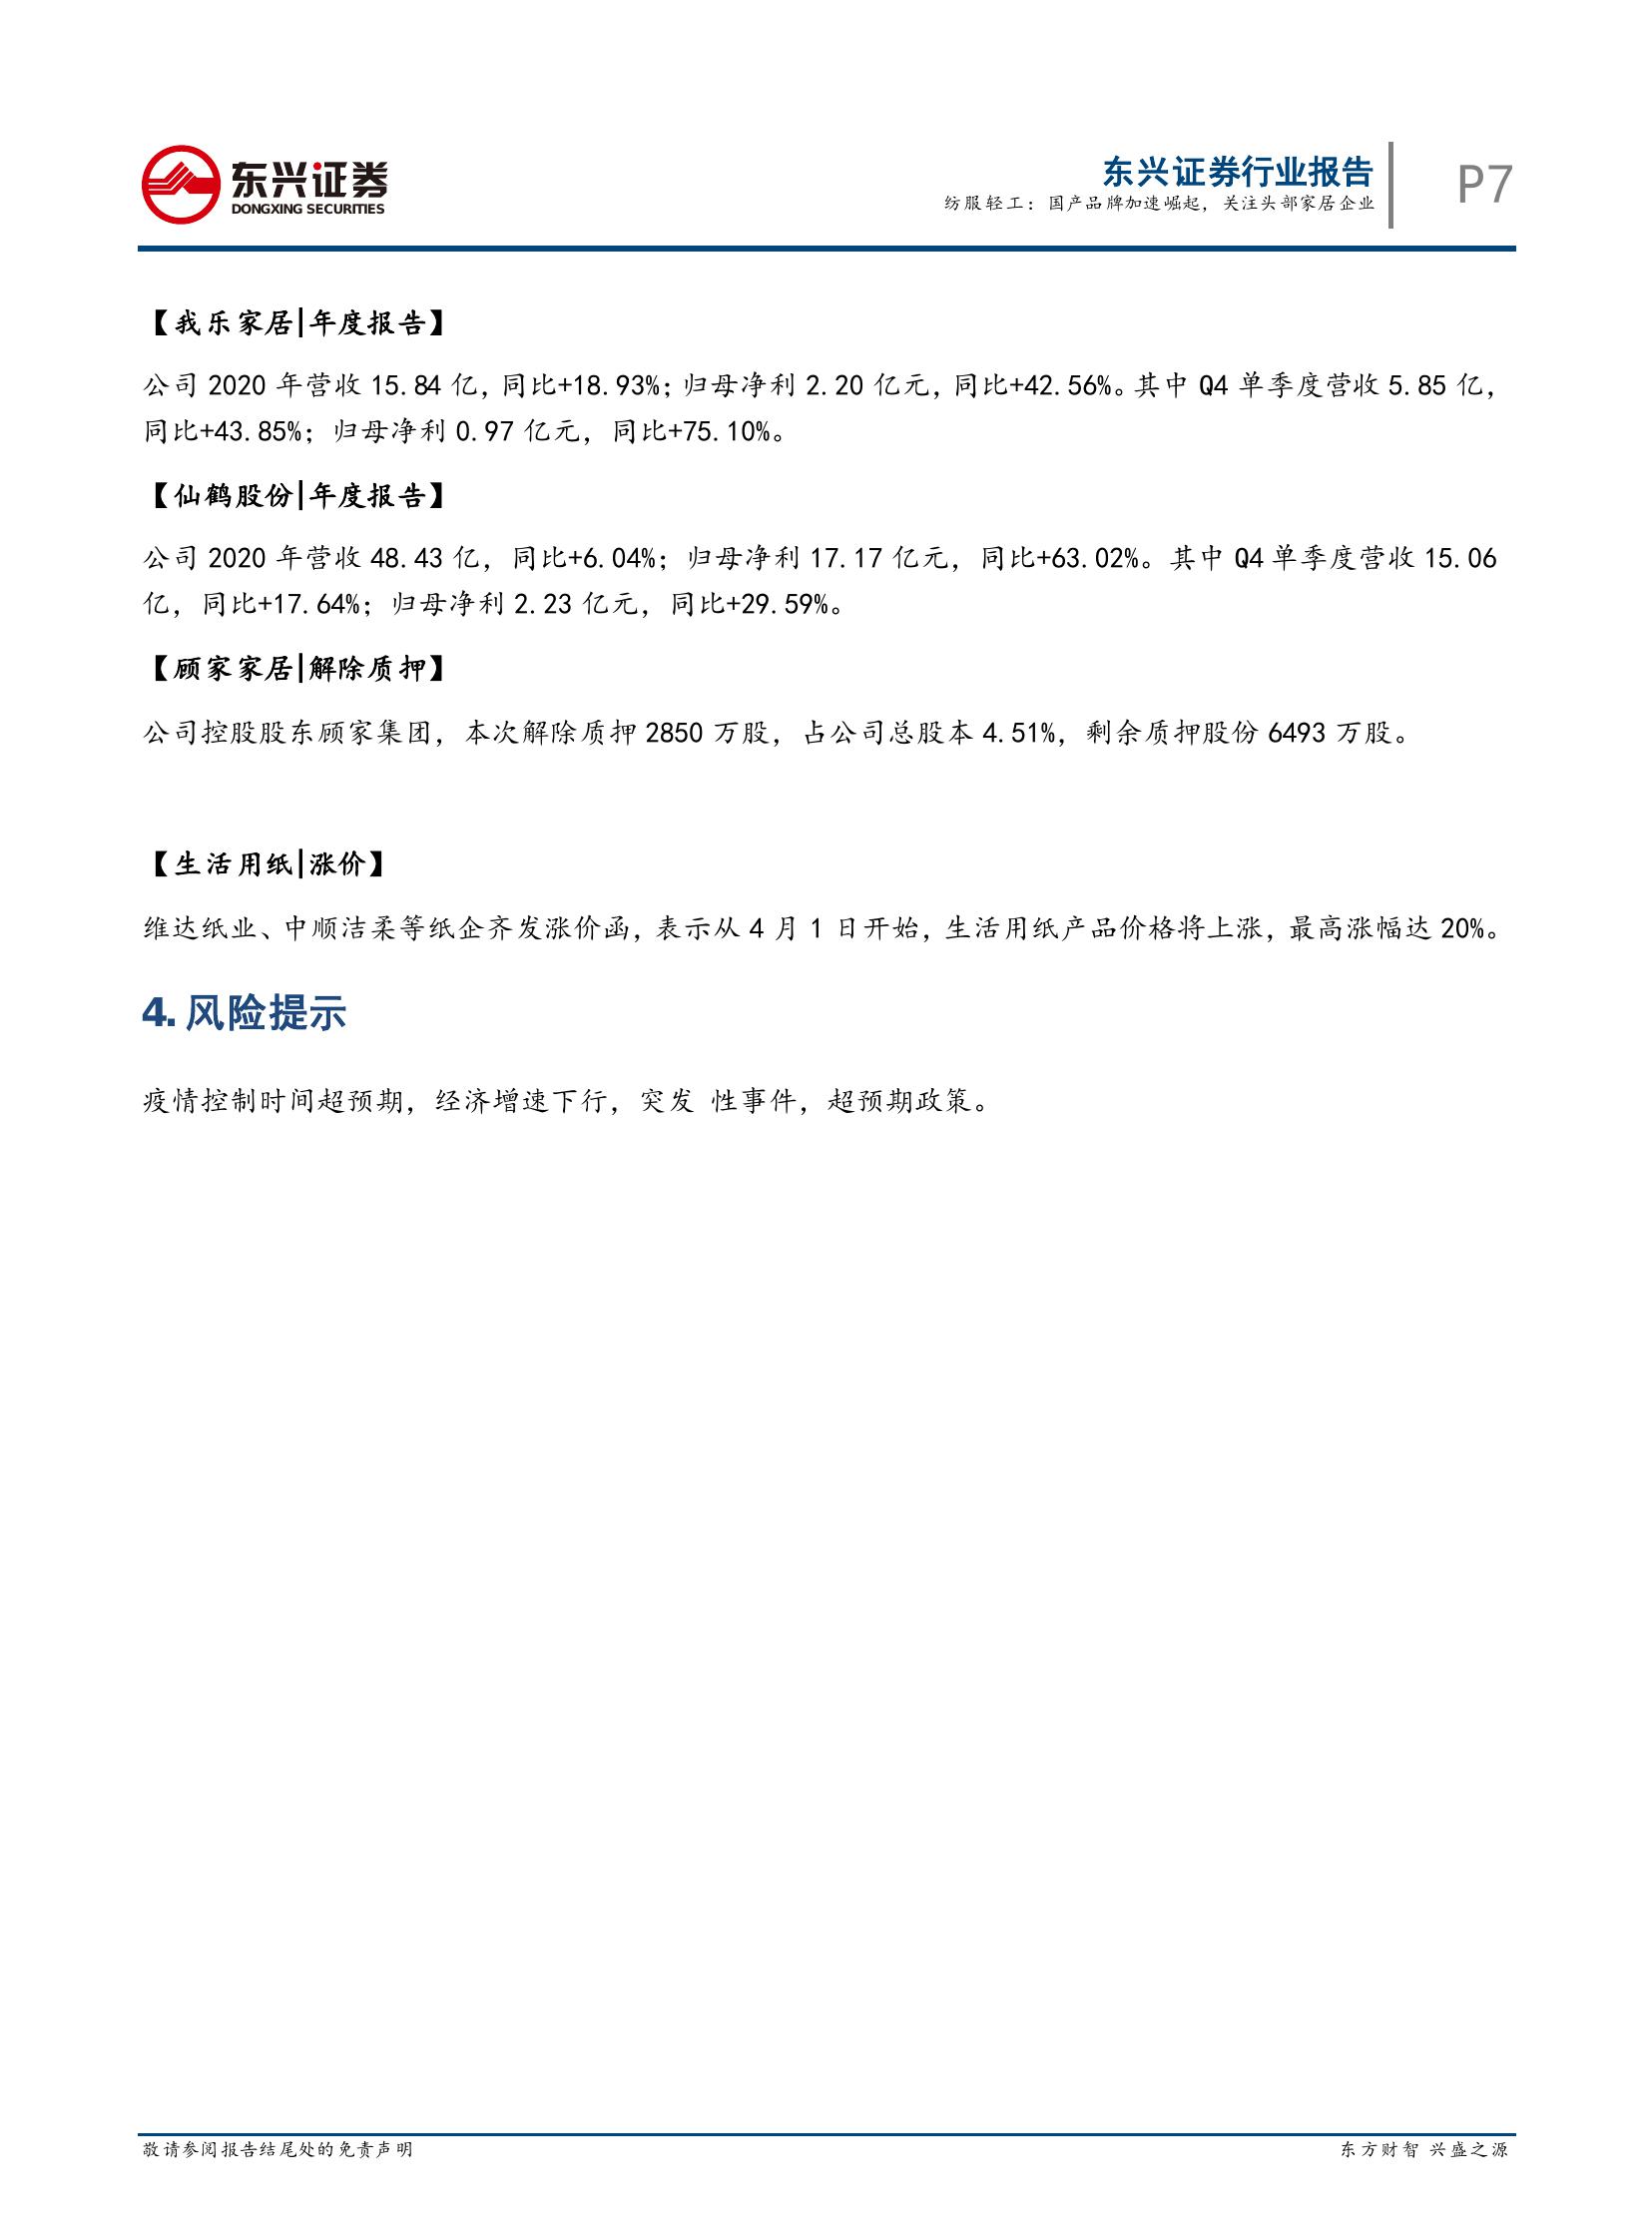 东兴证券
DONGXING SECURITIES
东兴证券行业报告
纺服轻工：国产品牌加速崛起，关注头部家居企业
P7
【我乐家居|年度报告】
公司 2020 年营收 15.84 亿，同比+18.93%；归母净利 2.20 亿元，同比+42.56%。其中 Q4 单季度营收 5.85 亿，
同比+43.85%；归母净利 0.97 亿元，同比+75.10%。
【仙鹤股份|年度报告】
公司 2020 年营收 48.43 亿，同比+6.04%；归母净利 17.17 亿元，同比+63.02%。其中 Q4 单季度营收 15.06
亿，同比+17.64%；归母净利 2.23 亿元，同比+29.59%。
【顾家家居|解除质押】
公司控股股东顾家集团，本次解除质押 2850 万股，占公司总股本 4.51%，剩余质押股份 6493 万股。
【生活用纸|涨价】
维达纸业、中顺洁柔等纸企齐发涨价函，表示从 4 月 1 日开始，生活用纸产品价格将上涨，最高涨幅达 20%。
4. 风险提示
疫情控制时间超预期，经济增速下行，突发 性事件，超预期政策。
敬请参阅报告结尾处的免责声明
东方财智 兴盛之源